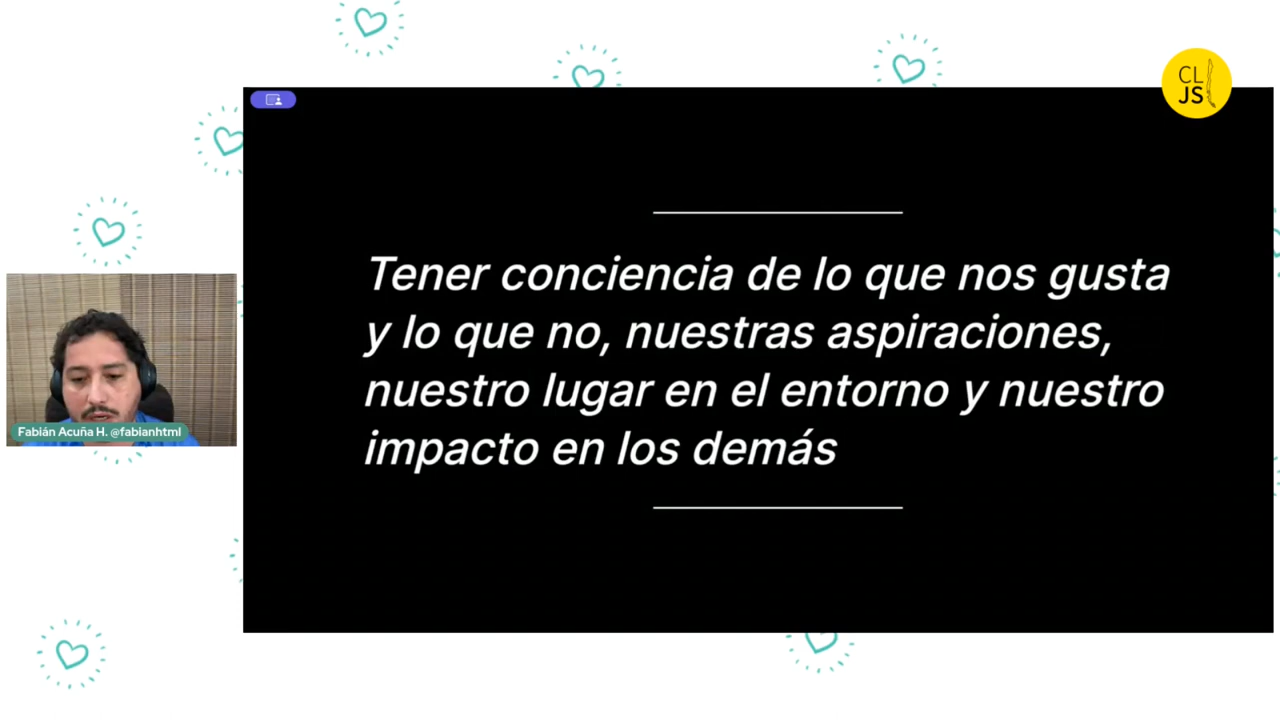 CL
JS
Tener conciencia de lo que nos gusta
y lo que no, nuestras aspiraciones,
nuestro lugar en el entorno y nuestro
impacto en los demás
Fabián Acuña H. @fabianhtml